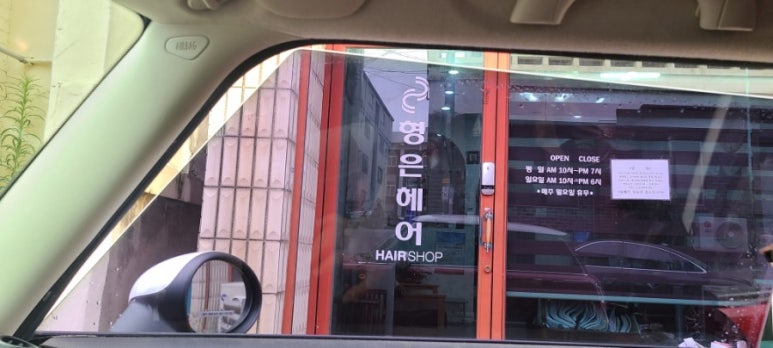 AIRBAG
형은헤어
HAIRSHOP
OPEN CLOSE
평 일 AM 10시~PM 7시
일요일 AM 10시~PM 6시
•매주 월요일 휴무•